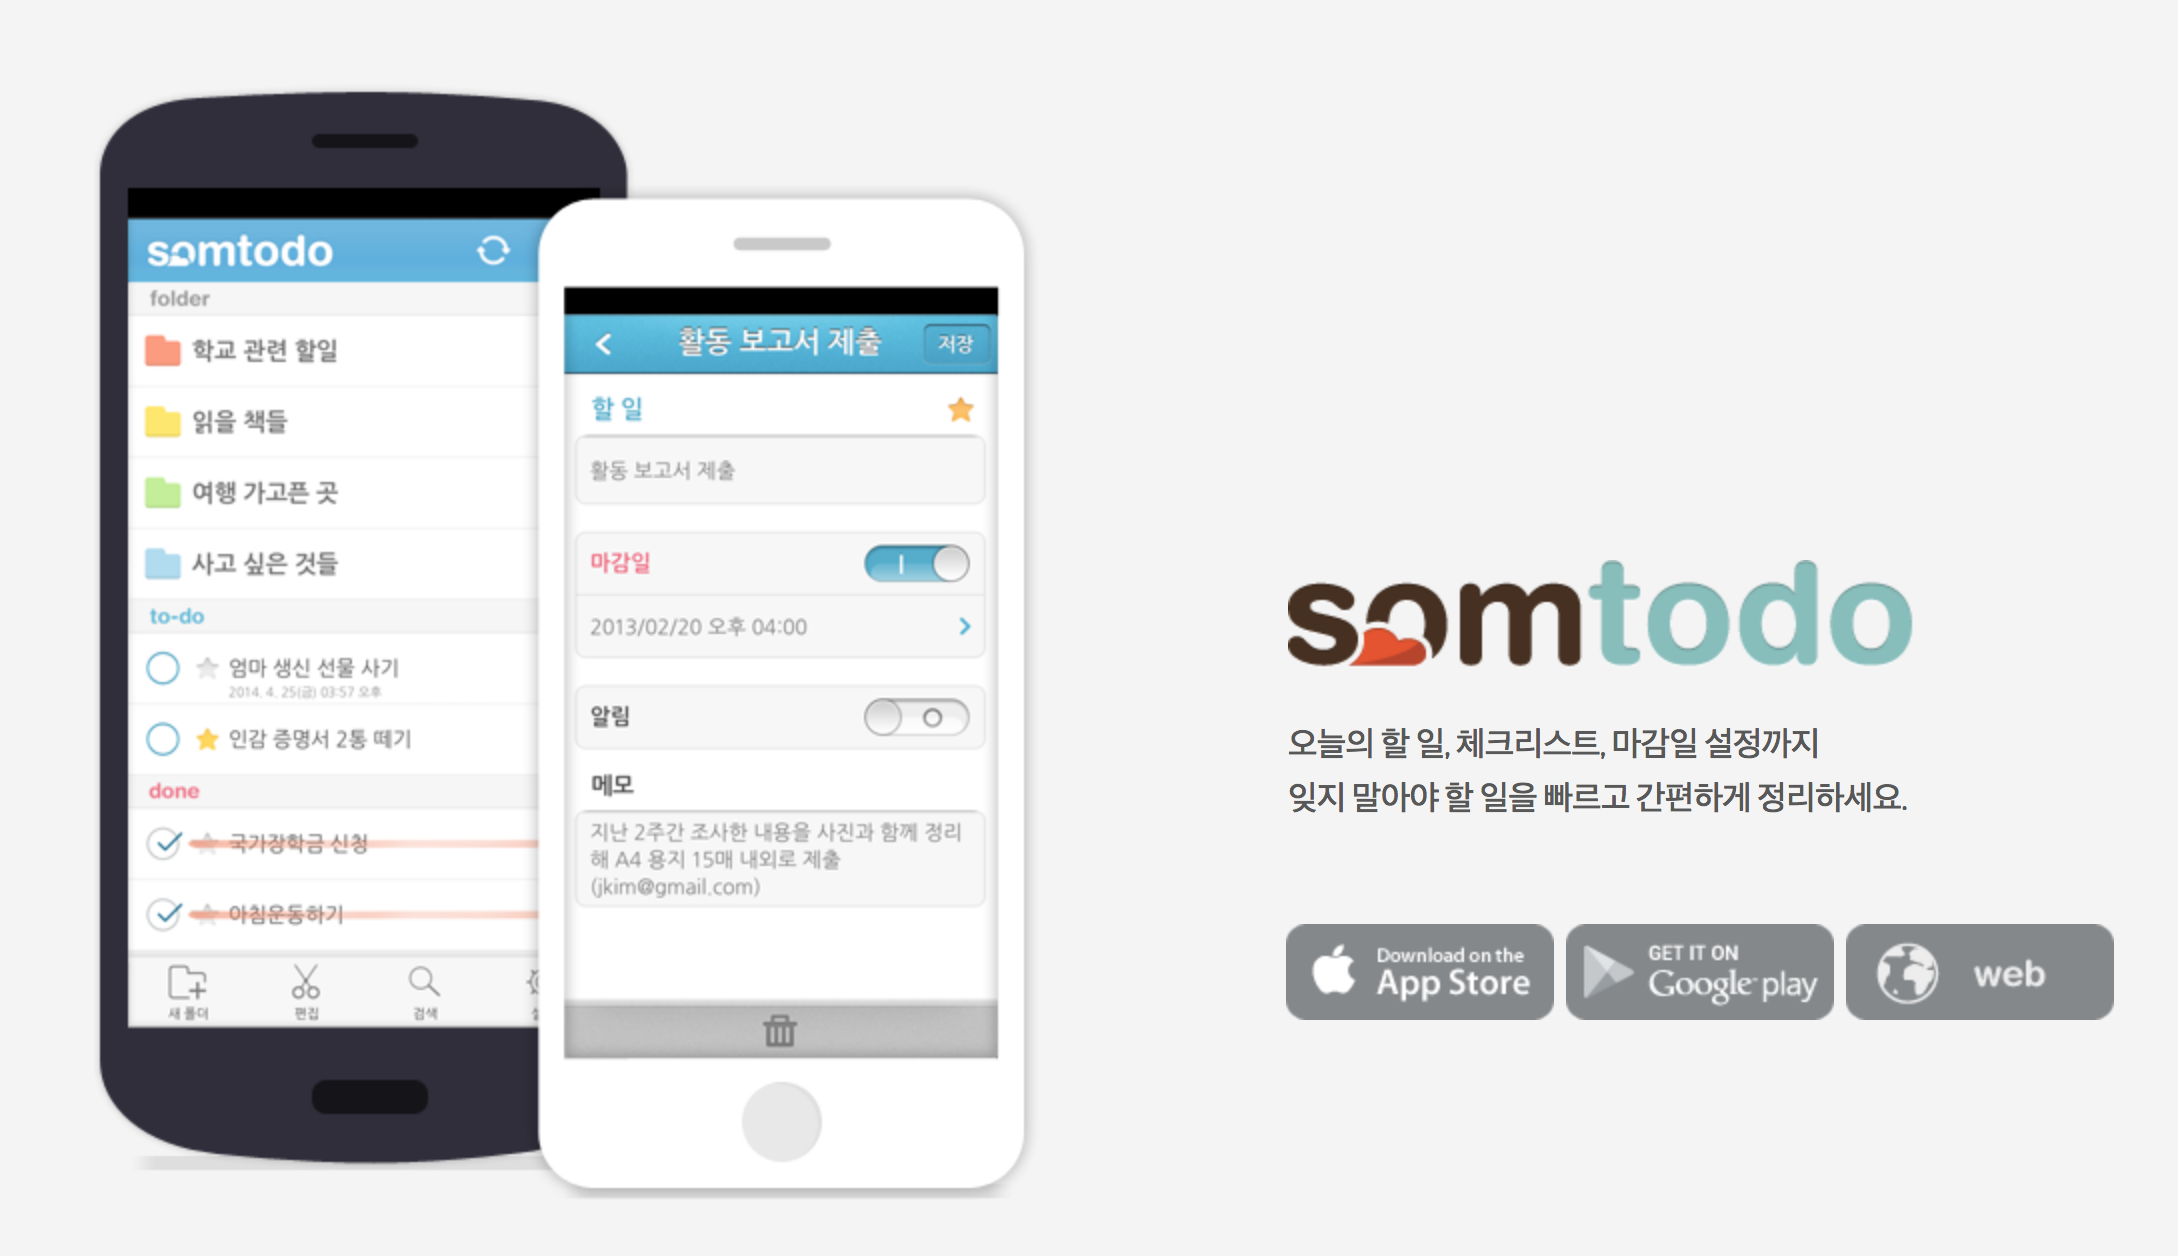 somtodo
folder
학교 관련 할일
읽을 책들
여행 가고픈 곳
사고 싶은 것들
to-do
엄마 생신 선물 사기
2014. 4. 25(금) 03:57 오후
인감 증명서 2통 떼기
done
국가장학금 신청
아침운동하기
새 폴더
편집
검색
활동 보고서 제출
저장
할 일
활동 보고서 제출
마감일
2013/02/20 오후 04:00
알림
메모
지난 2주간 조사한 내용을 사진과 함께 정리
해 A4 용지 15매 내외로 제출
(jkim@gmail.com)
somtodo
오늘의 할 일, 체크리스트, 마감일 설정까지
잊지 말아야 할 일을 빠르고 간편하게 정리하세요.
Download on the
App Store
GET IT ON
Google play
web